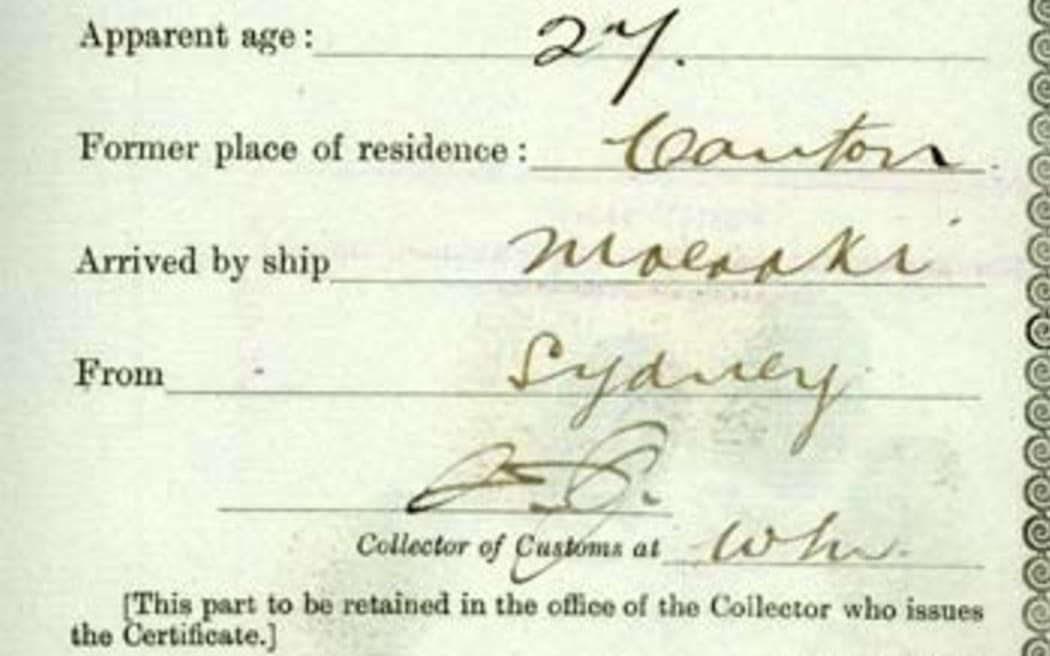 Apparent age: 27.
Former place of residence: Canton.
Arrived by ship Moeraki
From Sydney
Collector of Customs at
[This part to be retained in the office of the Collector who issues
the Certificate.]